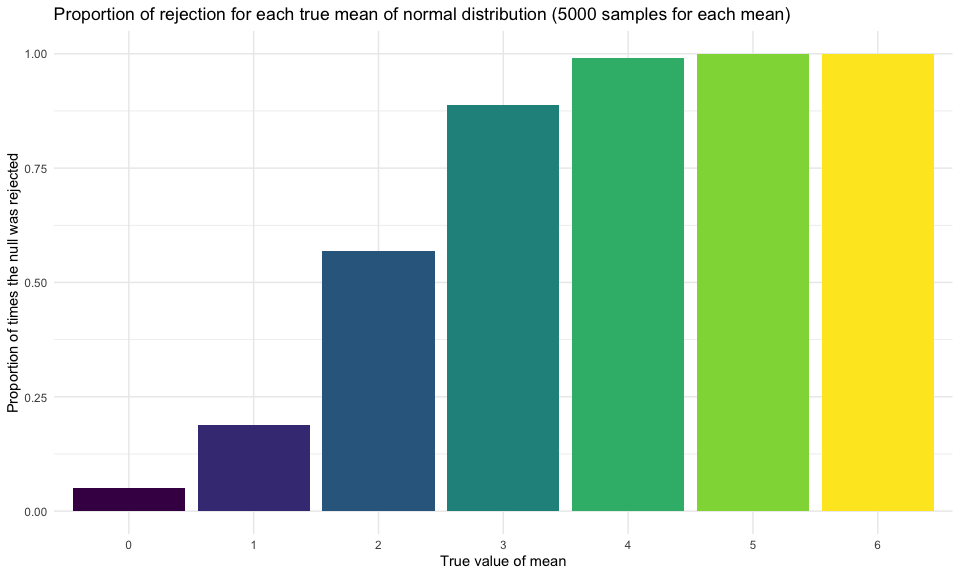 Proportion of rejection for each true mean of normal distribution (5000 samples for each mean)
Proportion of times the null was rejected
1.00
0.75
0.50
0.25
0.00
0 1 2 3 4 5 6
True value of mean